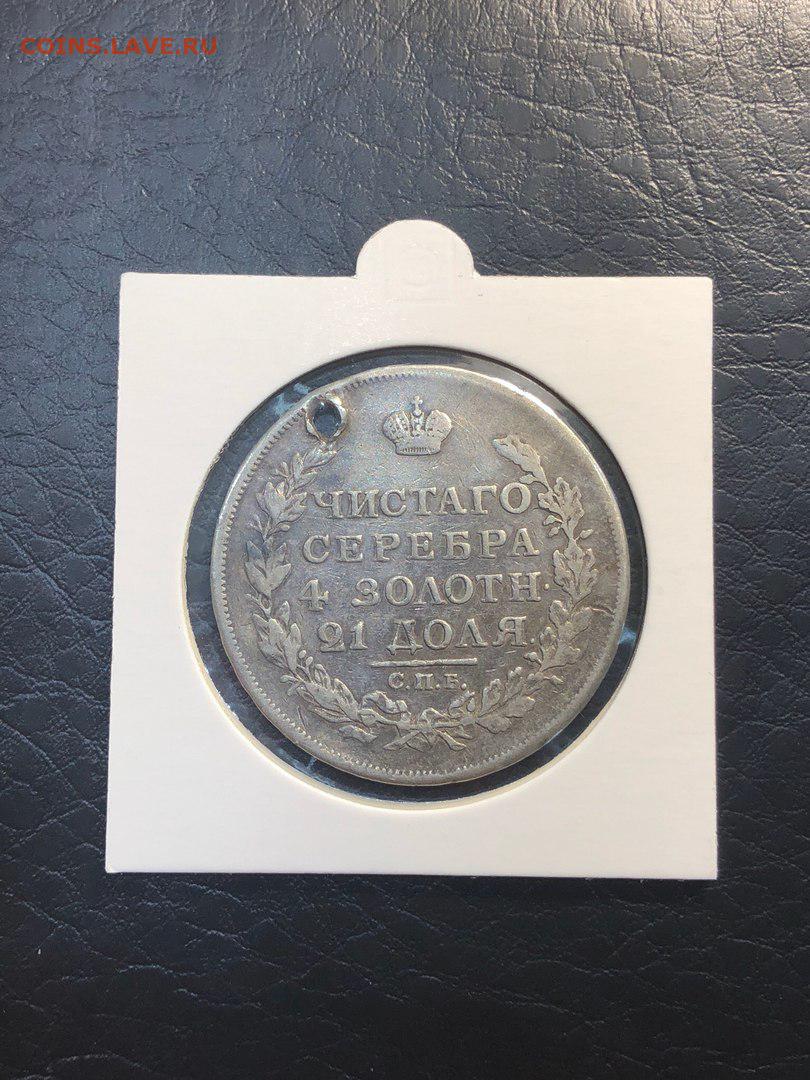 COINS.LAVE.RU
ЧИСТАГО
СЕРЕБРА
4 ЗОЛОТН.
21 ДОЛЯ.
С.П.Б.